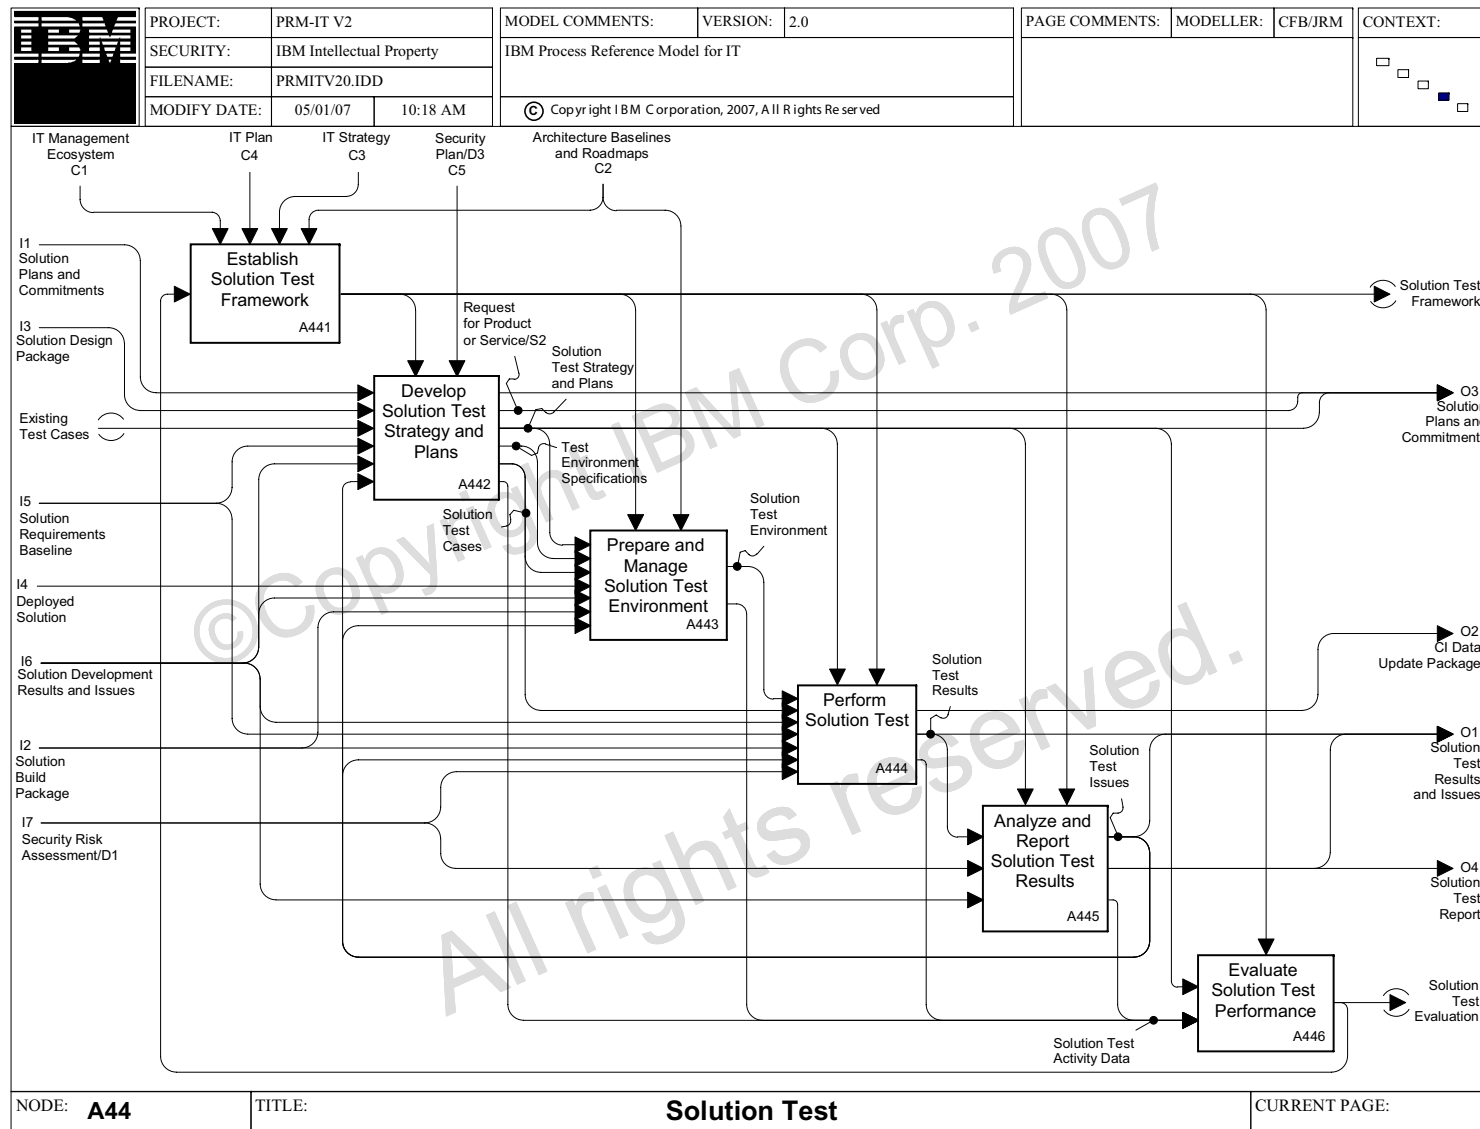 IBM
PROJECT: PRM-IT V2
SECURITY: IBM Intellectual Property
FILENAME: PRMITV20.IDD
MODIFY DATE: 05/01/07 10:18 AM
MODEL COMMENTS: VERSION: 2.0
IBM Process Reference Model for IT
© Copyright IBM Corporation, 2007, All Rights Reserved
PAGE COMMENTS: MODELLER: CFB/JRM
CONTEXT:
IT Management
Ecosystem
C1
IT Plan
C4
IT Strategy
C3
Security
Plan/D3
C5
Architecture Baselines
and Roadmaps
C2
I1
Solution
Plans and
Commitments
I3
Solution Design
Package
Existing
Test Cases
I5
Solution
Requirements
Baseline
I4
Deployed
Solution
I6
Solution Development
Results and Issues
I2
Solution
Build
Package
I7
Security Risk
Assessment/D1
Establish
Solution Test
Framework
A441
Request
for Product
or Service/S2
Solution
Test Strategy
and Plans
Develop
Solution Test
Strategy and
Plans
A442
Test
Environment
Specifications
Solution
Test
Cases
Solution
Test
Environment
Prepare and
Manage
Solution Test
Environment
A443
Solution
Test
Results
Perform
Solution Test
A444
Solution
Test
Issues
Analyze and
Report
Solution Test
Results
A445
Evaluate
Solution Test
Performance
A446
Solution Test
Activity Data
Solution Test
Framework
O3
Solution
Plans and
Commitment
O2
CI Data
Update Package
O1
Solution
Test
Results
and Issues
O4
Solution
Test
Report
Solution
Test
Evaluation
©Copyright IBM Corp. 2007
All rights reserved.
NODE: A44
TITLE: Solution Test
CURRENT PAGE: